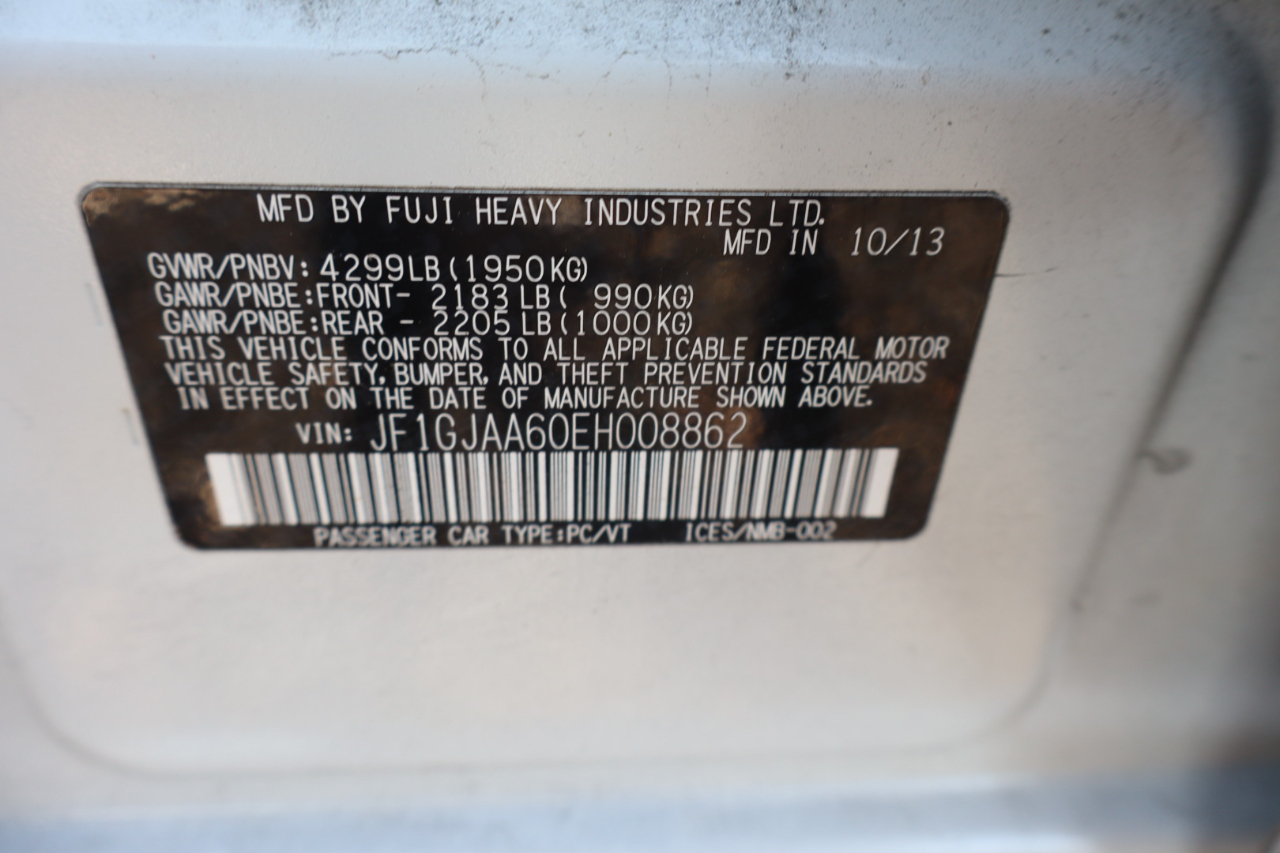 MFD BY FUJI HEAVY INDUSTRIES LTD.
MFD IN 10/13
GVWR/PNBV: 4299LB (1950KG)
GAWR/PNBE:FRONT- 2183 LB ( 990KG)
GAWR/PNBE:REAR - 2205 LB (1000KG)
THIS VEHICLE CONFORMS TO ALL APPLICABLE FEDERAL MOTOR
VEHICLE SAFETY, BUMPER, AND THEFT PREVENTION STANDARDS
IN EFFECT ON THE DATE OF MANUFACTURE SHOWN ABOVE.
VIN: JF1GJAA60EH008862
PASSENGER CAR TYPE:PC/VT ICES/NMB-002